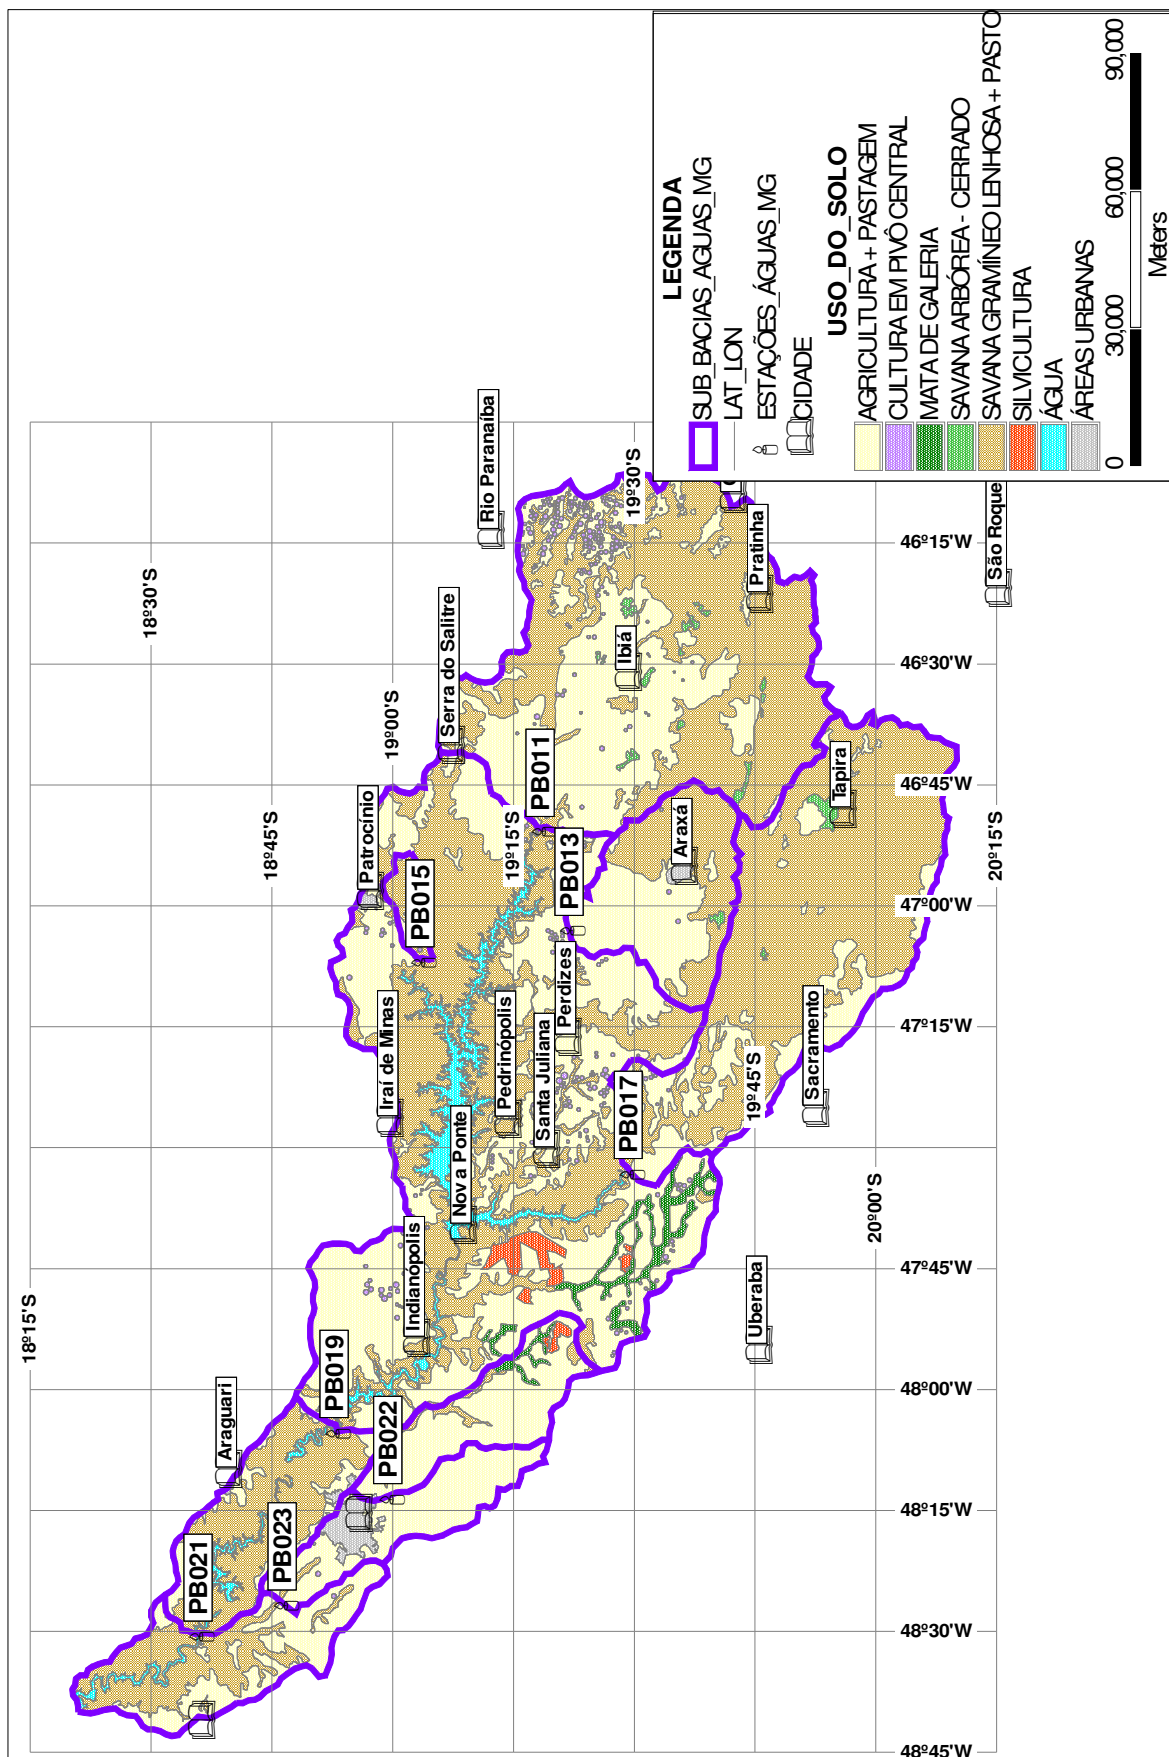 18º15'S
18º30'S
18º45'S
19º00'S
19º15'S
19º30'S
19º45'S
20º00'S
20º15'S
48º45'W
48º30'W
48º15'W
48º00'W
47º45'W
47º15'W
47º00'W
46º45'W
46º30'W
46º15'W
Araguari
Indianópolis
Nova Ponte
Iraí de Minas
Patrocínio
Serra do Salitre
Rio Paranaíba
Pedrinópolis
Santa Juliana
Perdizes
Araxá
Ibiá
Pratinha
Tapira
Sacramento
Uberaba
São Roque
PB021
PB023
PB019
PB022
PB017
PB015
PB013
PB011
LEGENDA
SUB_BACIAS_AGUAS_MG
LAT_LON
ESTAÇÕES_ÁGUAS_MG
CIDADE
USO_DO_SOLO
AGRICULTURA + PASTAGEM
CULTURA EM PIVÔ CENTRAL
MATA DE GALERIA
SAVANA ARBÓREA - CERRADO
SAVANA GRAMÍNEO LENHOSA + PASTO
SILVICULTURA
ÁGUA
ÁREAS URBANAS
0 30,000 60,000 90,000
Meters